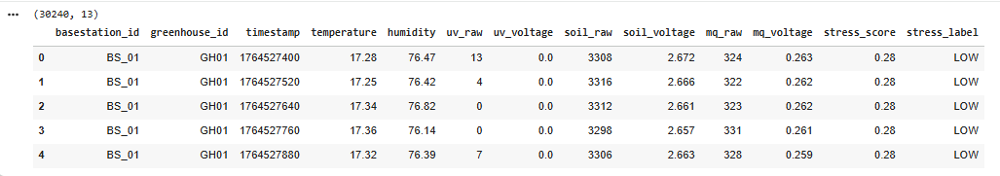 (30240, 13)
basestation_id greenhouse_id timestamp temperature humidity uv_raw uv_voltage soil_raw soil_voltage mq_raw mq_voltage stress_score stress_label
0 BS_01 GH01 1764527400 17.28 76.47 13 0.0 3308 2.672 324 0.263 0.28 LOW
1 BS_01 GH01 1764527520 17.25 76.42 4 0.0 3316 2.666 322 0.262 0.28 LOW
2 BS_01 GH01 1764527640 17.34 76.82 0 0.0 3312 2.661 323 0.262 0.28 LOW
3 BS_01 GH01 1764527760 17.36 76.14 0 0.0 3298 2.657 331 0.261 0.28 LOW
4 BS_01 GH01 1764527880 17.32 76.39 7 0.0 3306 2.663 328 0.259 0.28 LOW